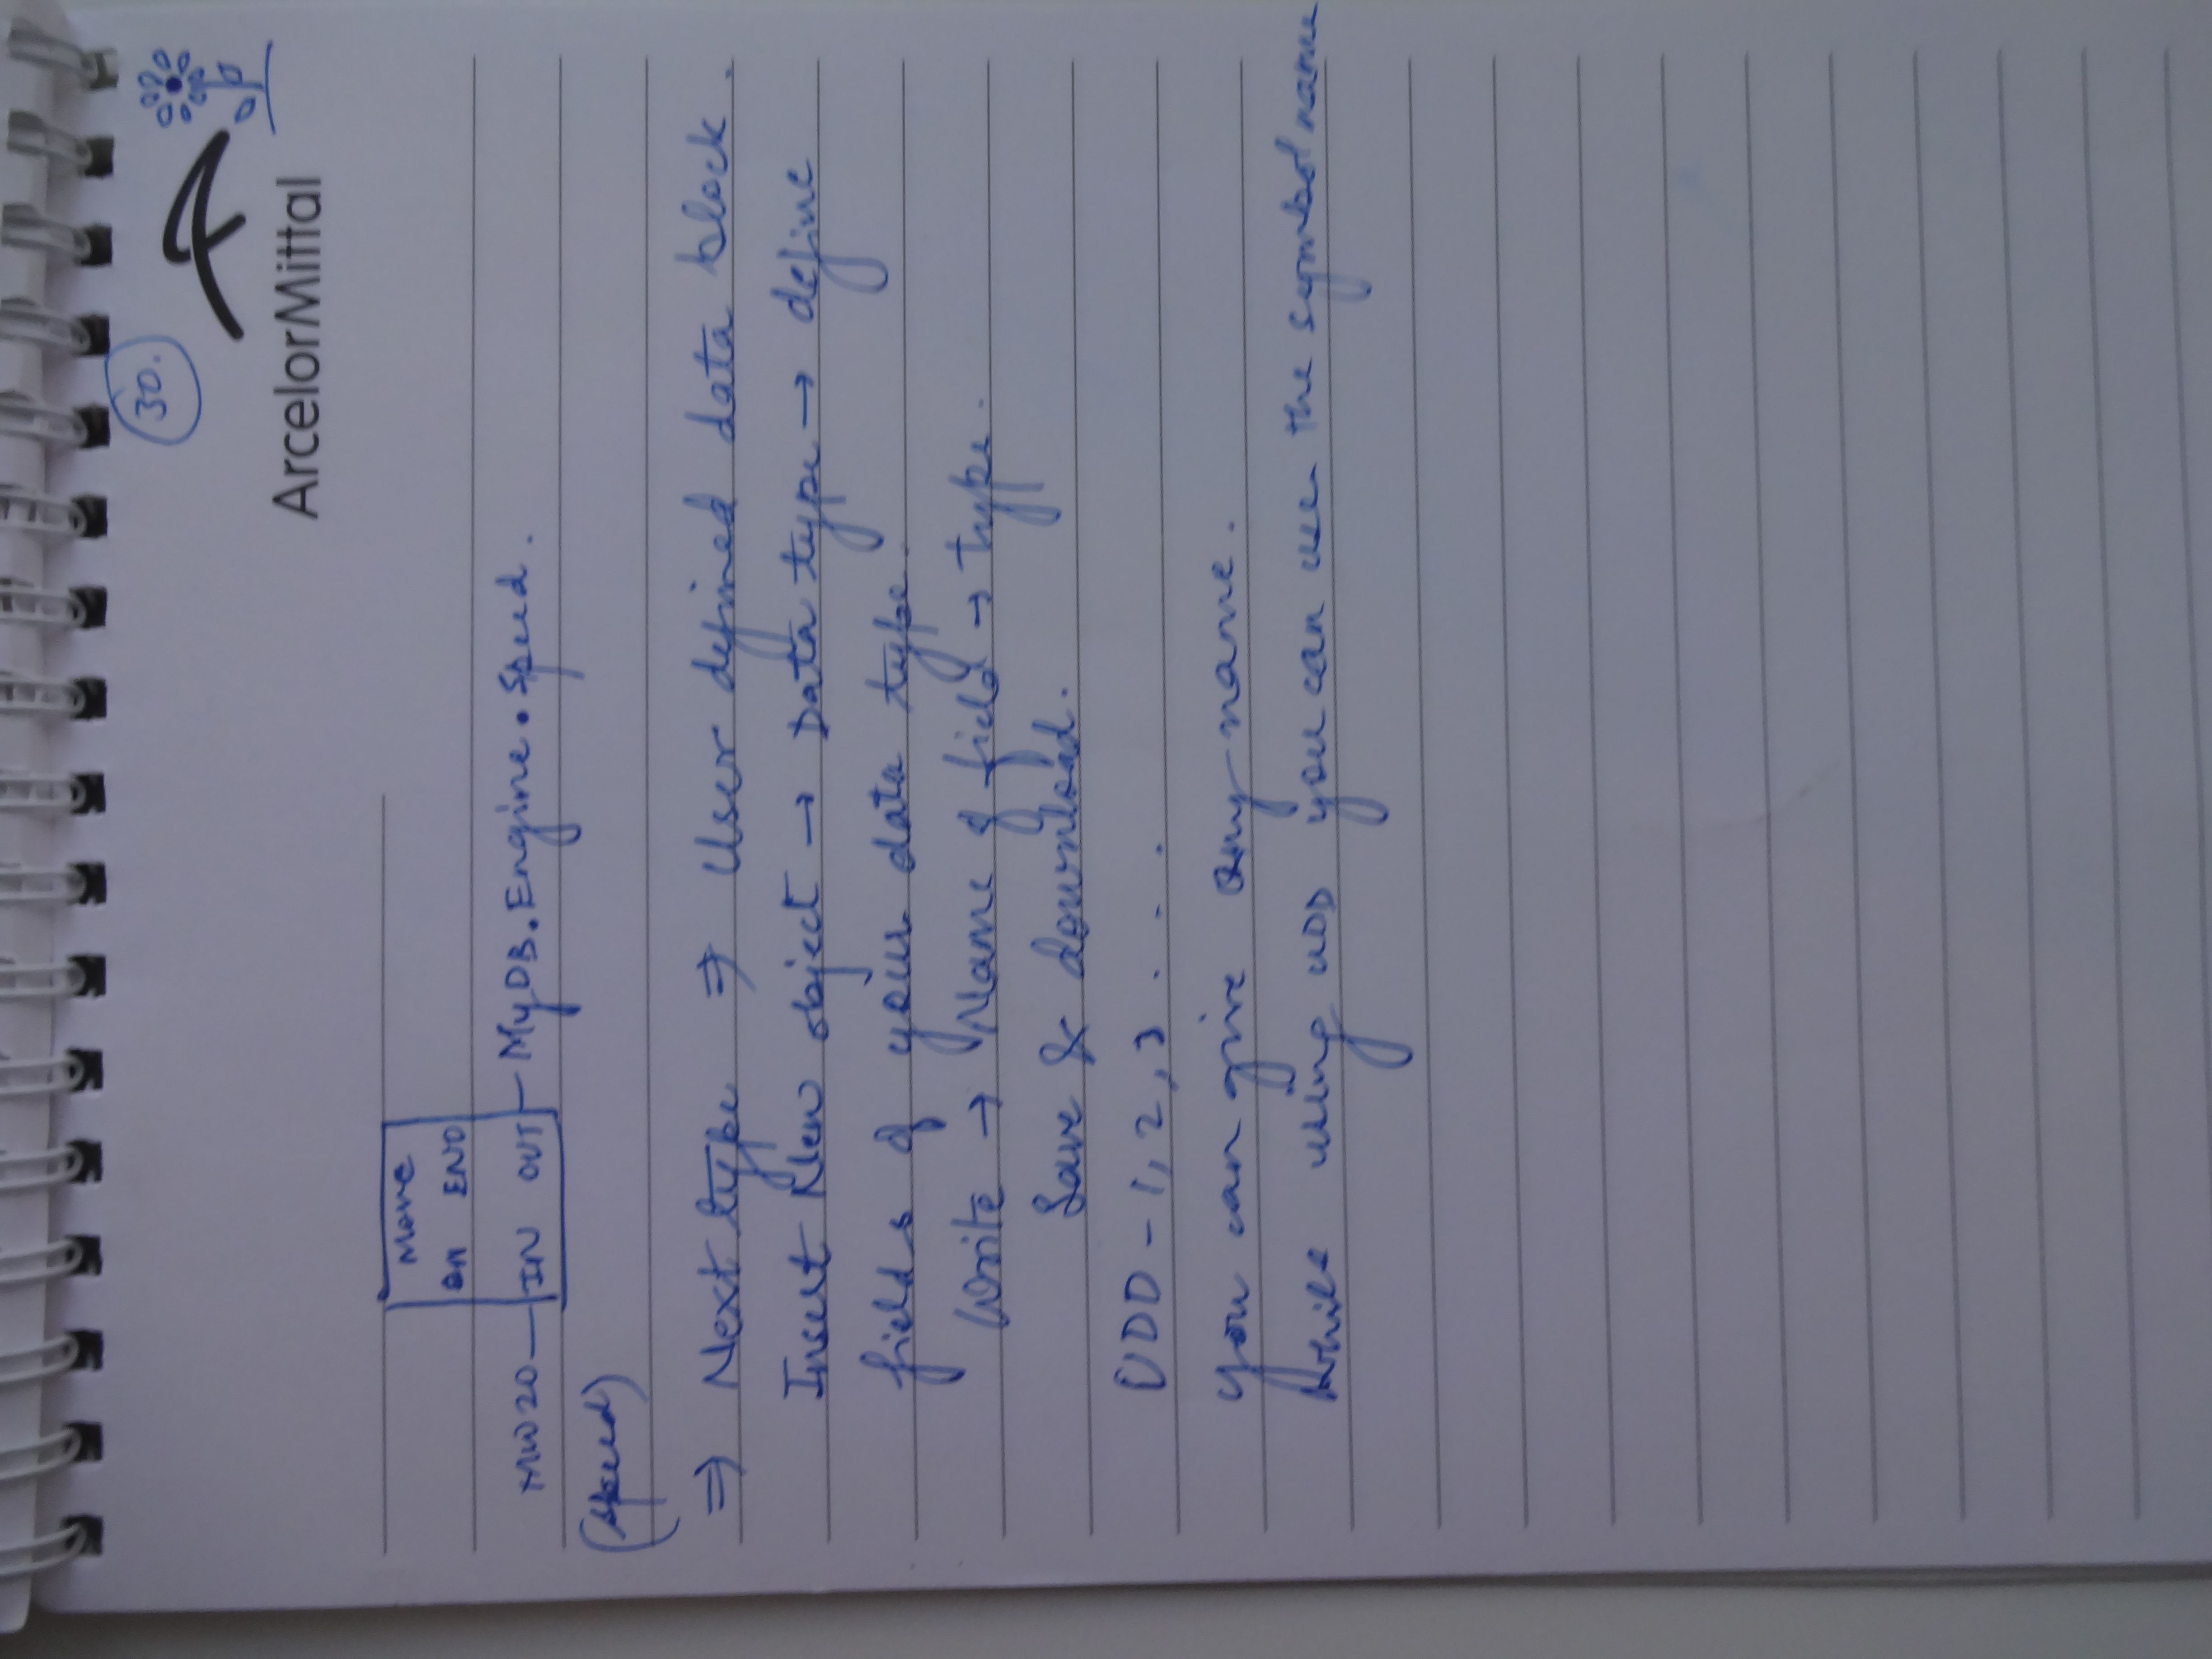 30.
ArcelorMittal
Move
EN ENO
MW20 IN OUT MyDB.Engine.Speed.
(speed)
⇒ Next type ⇒ User defined data block.
Insert New object → Data type → define
fields of your data type.
Write → Name of field → type.
Save & download.
UDD - 1, 2, 3 . . .
you can give any name.
while using UDD you can use the symbol name